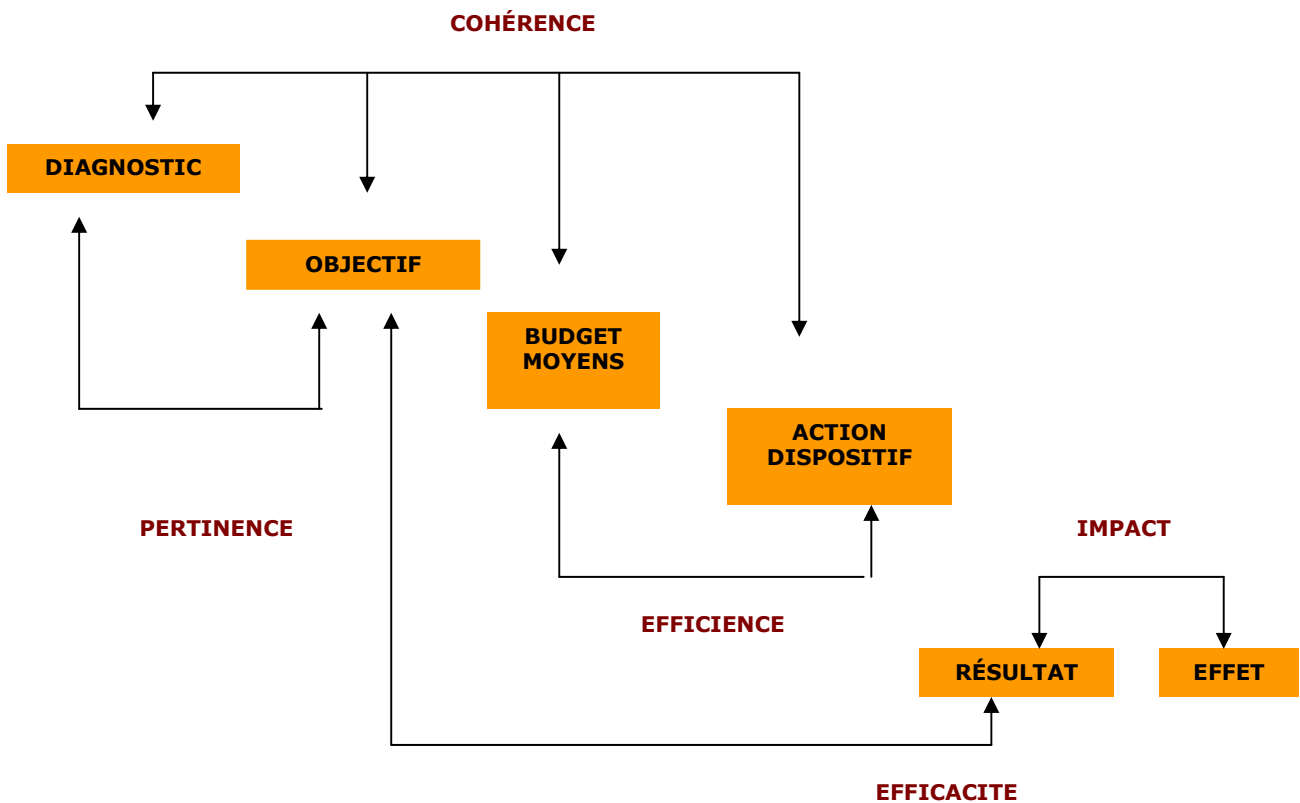 COHÉRENCE
DIAGNOSTIC
OBJECTIF
BUDGET
MOYENS
ACTION
DISPOSITIF
PERTINENCE
IMPACT
EFFICIENCE
RÉSULTAT
EFFET
EFFICACITE